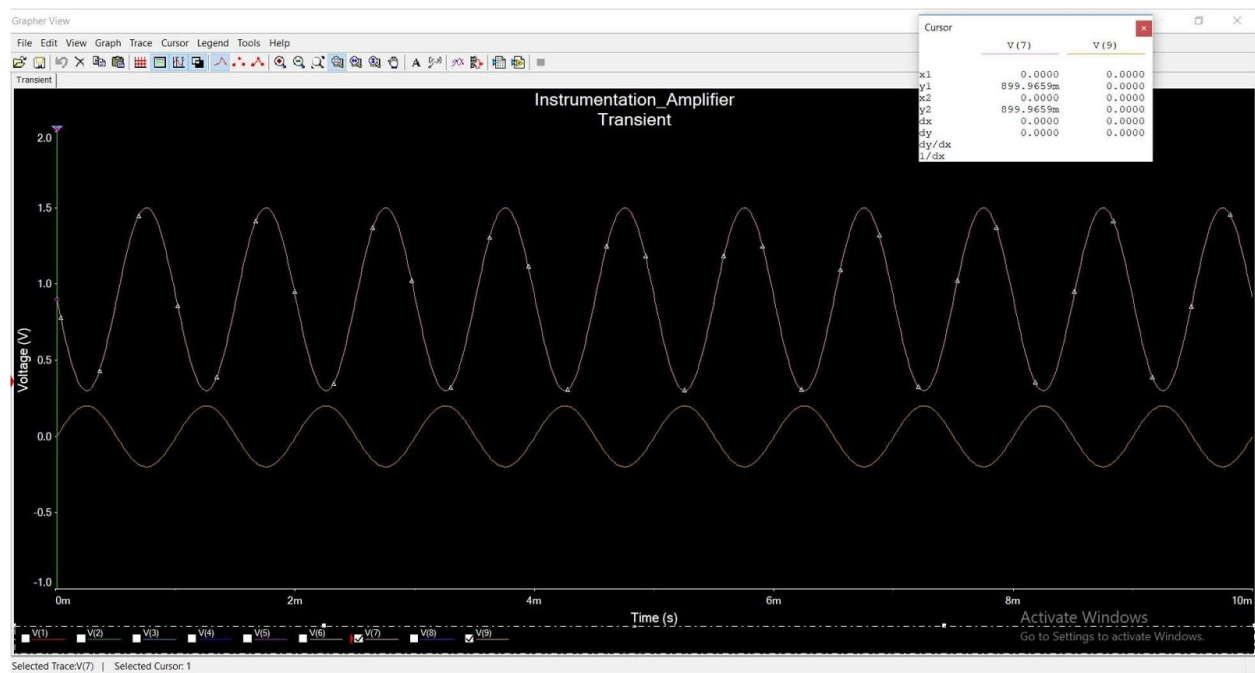 Grapher View
File Edit View Graph Trace Cursor Legend Tools Help
Transient
Cursor
V(7) V(9)
x1 0.0000 0.0000
y1 899.9659m 0.0000
x2 0.0000 0.0000
y2 899.9659m 0.0000
dx 0.0000 0.0000
dy 0.0000 0.0000
dy/dx
1/dx
Instrumentation_Amplifier
Transient
2.0
1.5
1.0
0.5
0.0
-0.5
-1.0
Voltage (V)
0m 2m 4m 6m 8m 10m
Time (s)
V(1) V(2) V(3) V(4) V(5) V(6) V(7) V(8) V(9)
Activate Windows
Go to Settings to activate Windows.
Selected Trace:V(7) | Selected Cursor: 1